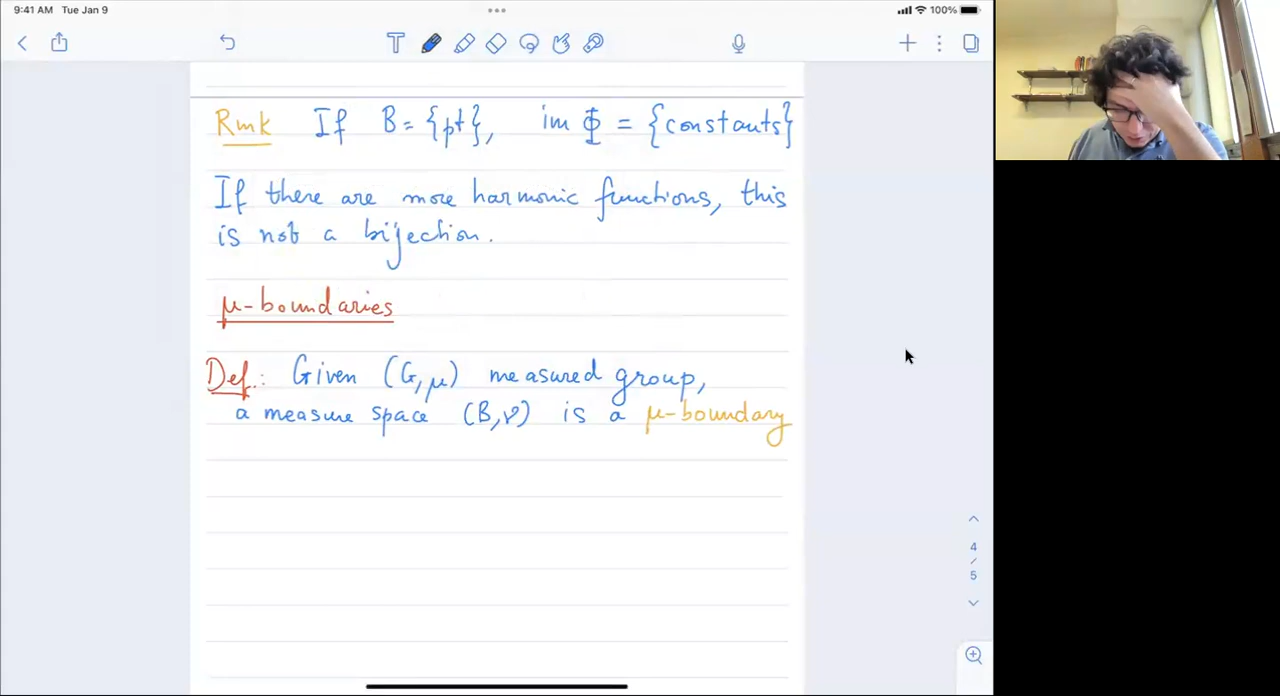 9:41 AM Tue Jan 9
100%
Rmk If B = {pt}, im Φ = {constants}
If there are more harmonic functions, this
is not a bijection.
μ-boundaries
Def.: Given (G, μ) measured group,
a measure space (B, ν) is a μ-boundary
4
/
5